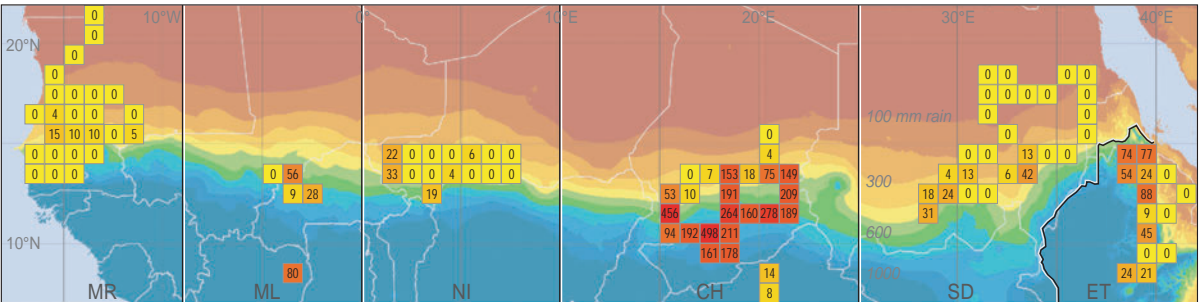 0 10°W 0° 10°E 20°E 30°E 40°E
0
20°N
0
0 0 0 0 0
0 0 0 0 0 0 0 0 0
0 4 0 0 0 100 mm rain 0 0
15 10 10 0 5 0 0 0
0 0 0 0 22 0 0 0 6 0 0 4 0 0 13 0 0 74 77
0 0 0 0 56 33 0 0 4 0 0 0 0 7 153 18 75 149 300 4 13 6 42 54 24 0
9 28 19 53 10 191 209 18 24 0 0 88 0
456 264 160 278 189 31 9 0
94 192 498 211 600 45
10°N
161 178 0 0
80 14 1000 24 21
MR ML NI CH 8 SD ET